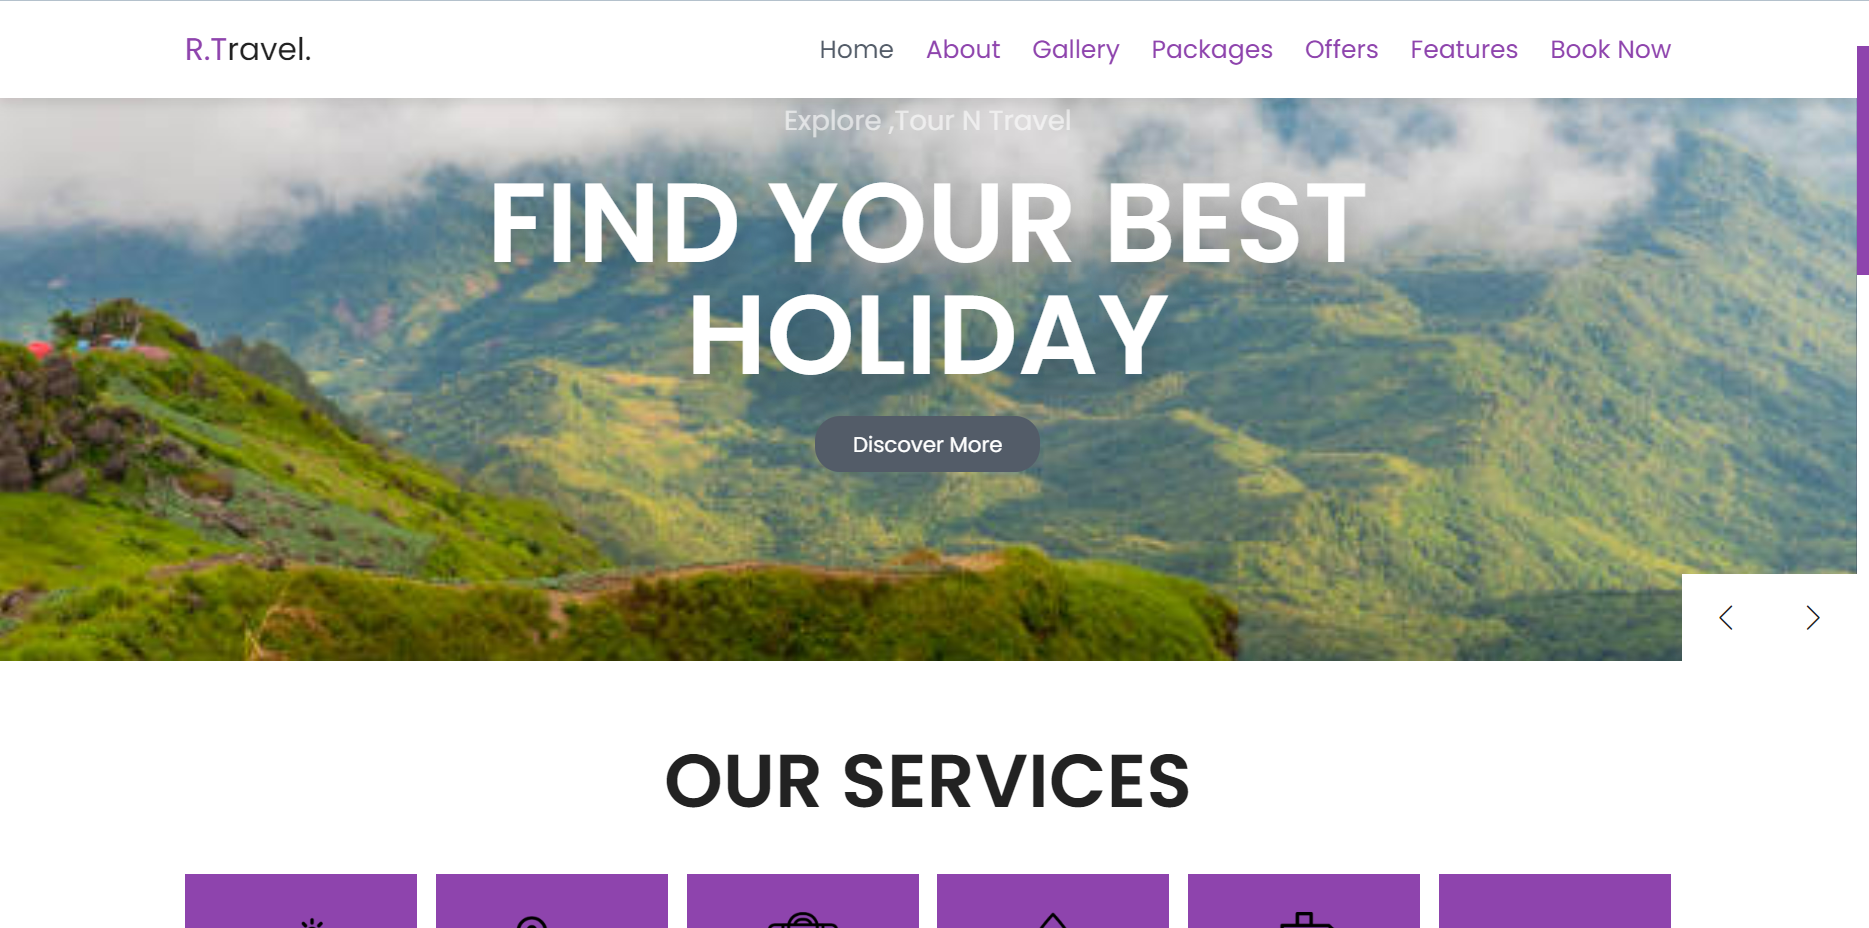 R.Travel.
Home About Gallery Packages Offers Features Book Now
Explore ,Tour N Travel
FIND YOUR BEST
HOLIDAY
Discover More
OUR SERVICES